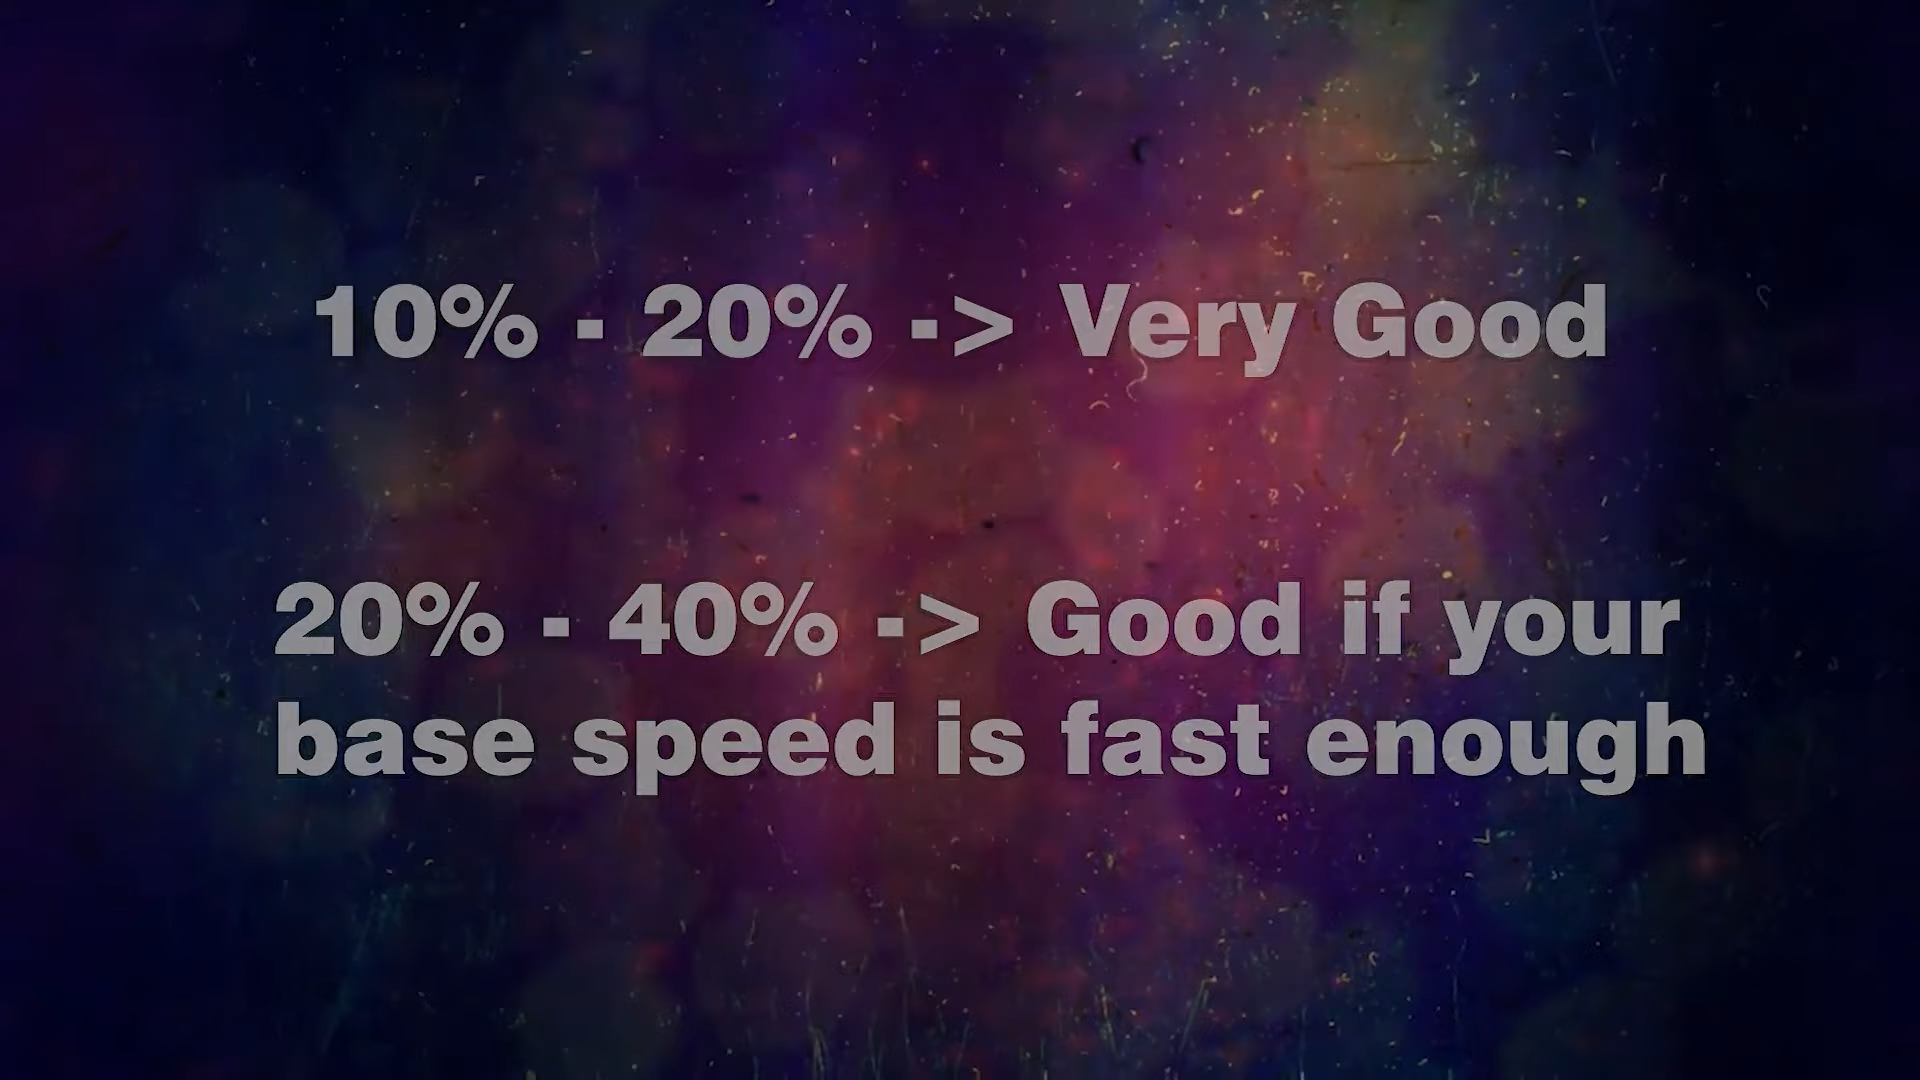 10% - 20% -> Very Good
20% - 40% -> Good if your
base speed is fast enough